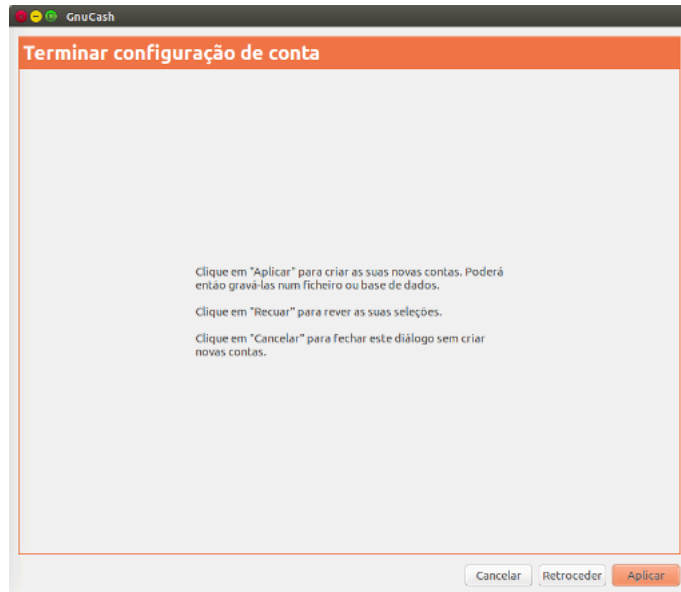 GnuCash
Terminar configuração de conta
Clique em "Aplicar" para criar as suas novas contas. Poderá
então gravá-las num ficheiro ou base de dados.
Clique em "Recuar" para rever as suas seleções.
Clique em "Cancelar" para fechar este diálogo sem criar
novas contas.
Cancelar Retroceder Aplicar